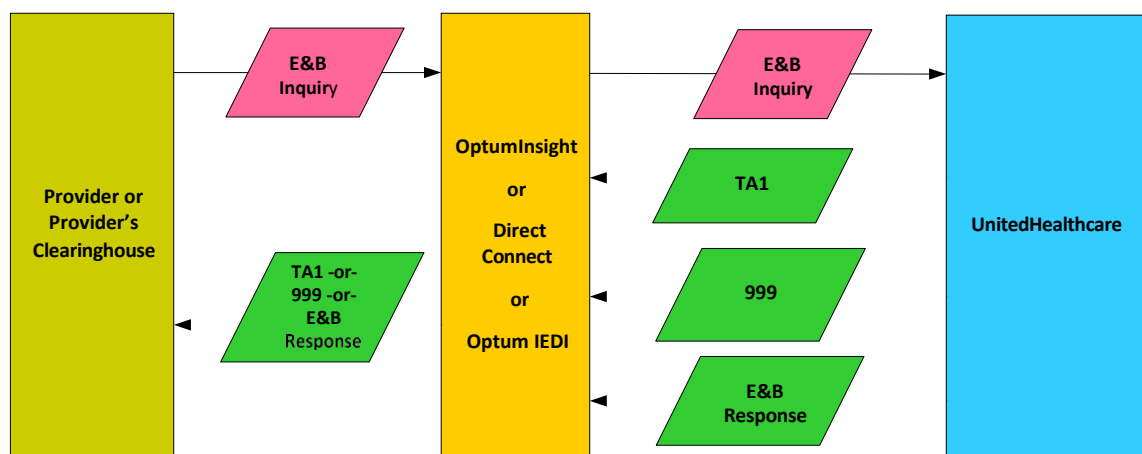 Provider or
Provider's
Clearinghouse
E&B
Inquiry
TA1 -or-
999 -or-
E&B
Response
OptumInsight
or
Direct
Connect
or
Optum IEDI
E&B
Inquiry
TA1
999
E&B
Response
UnitedHealthcare